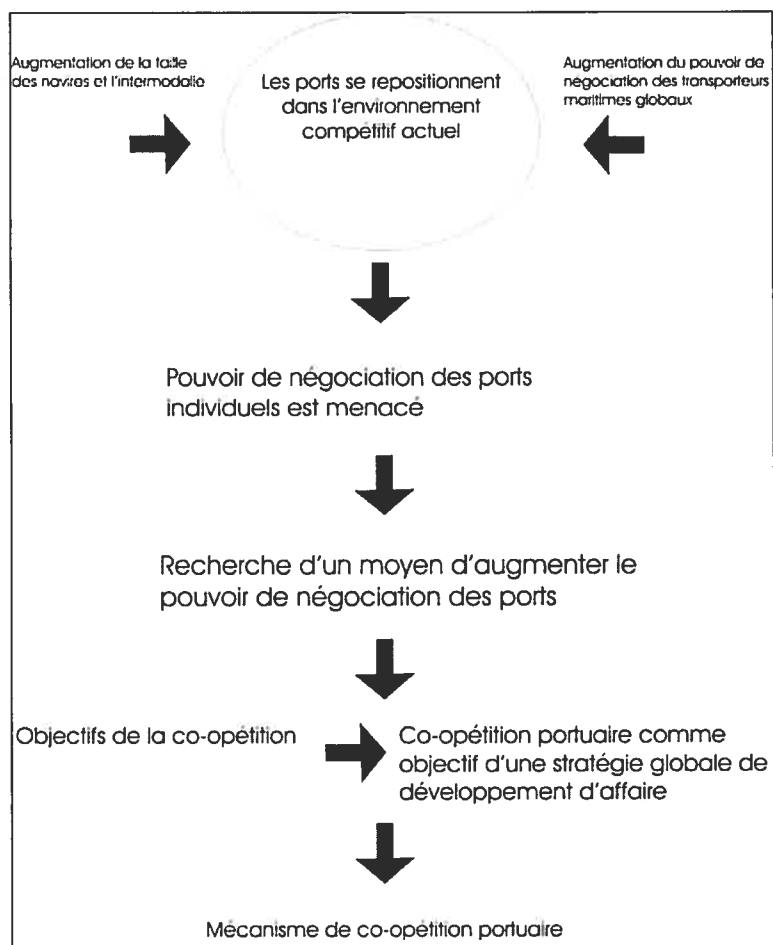 Augmentation de la taille
des navires et l'intermodalie
Les ports se repositionnent
dans l'environnement
compétitif actuel
Augmentation du pouvoir de
négociation des transporteurs
maritimes globaux
Pouvoir de négociation des ports
individuels est menacé
Recherche d'un moyen d'augmenter le
pouvoir de négociation des ports
Objectifs de la co-opétition
Co-opétition portuaire comme
objectif d'une stratégie globale de
développement d'affaire
Mécanisme de co-opétition portuaire